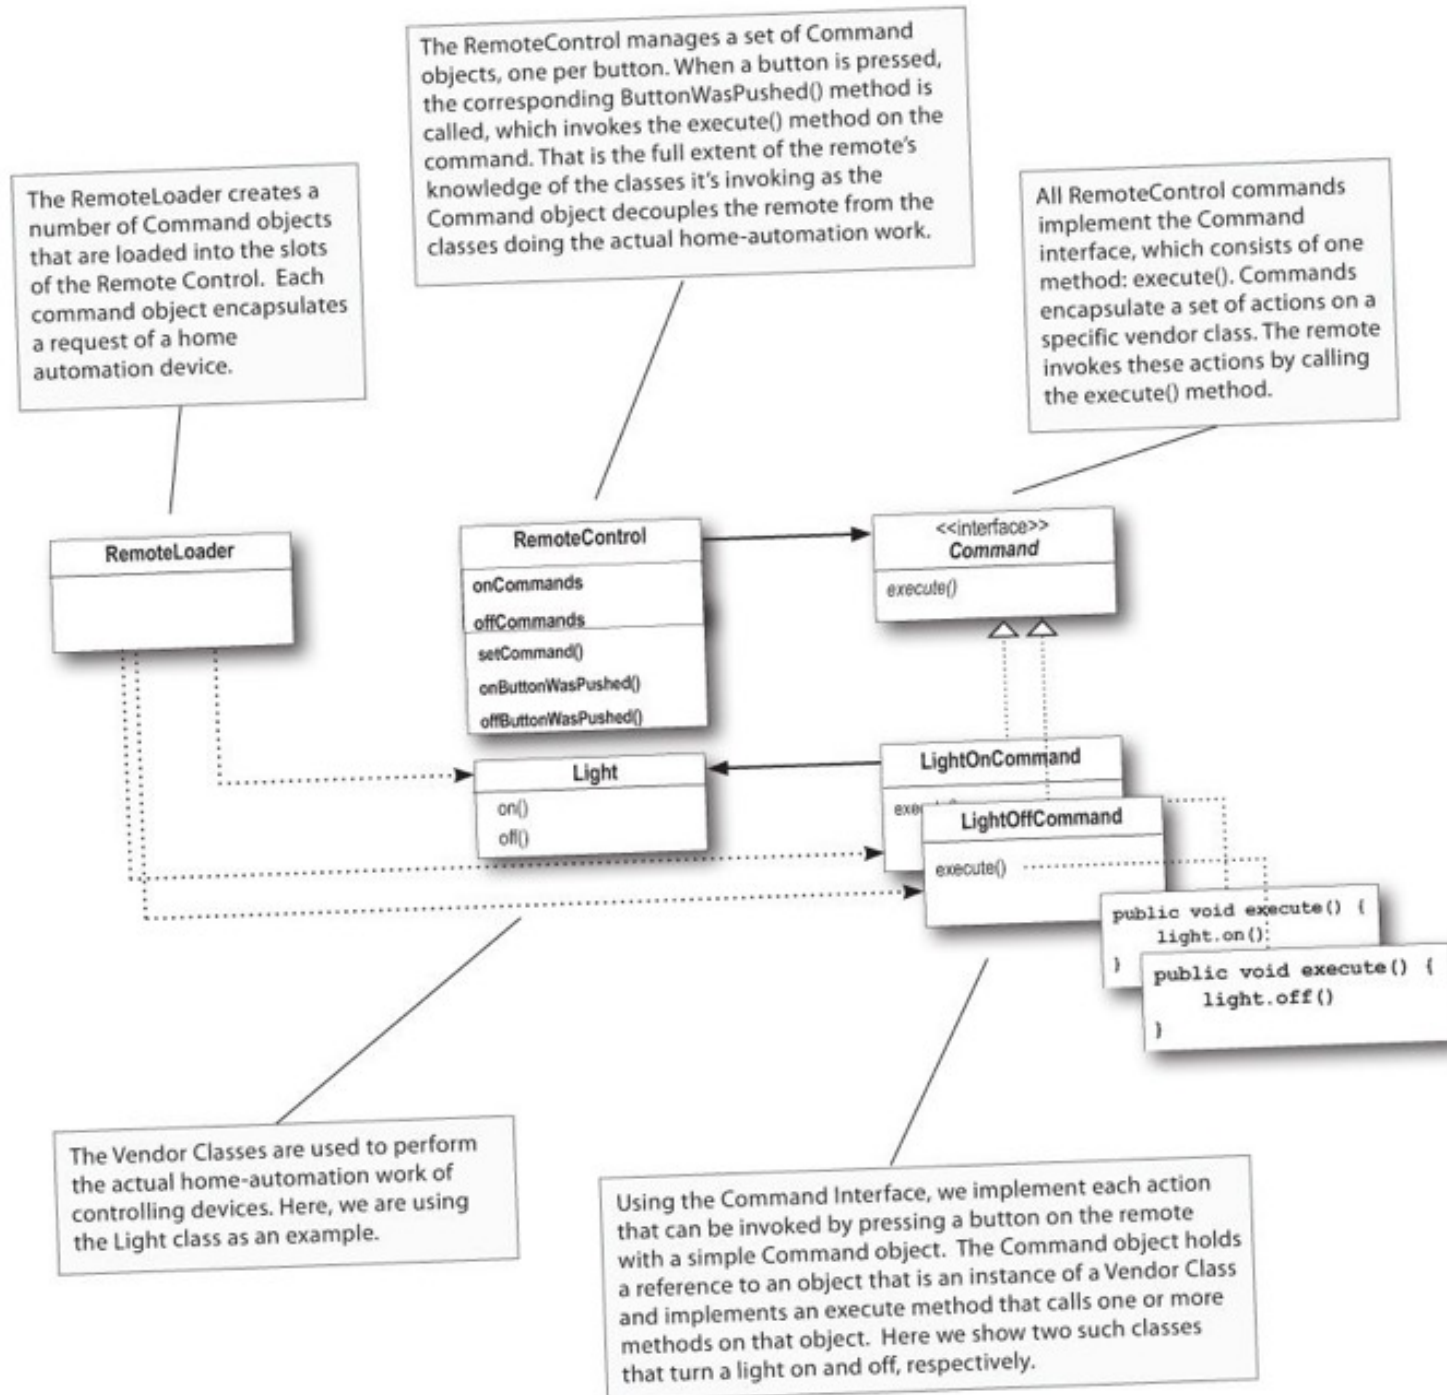 The RemoteControl manages a set of Command
objects, one per button. When a button is pressed,
the corresponding ButtonWasPushed() method is
called, which invokes the execute() method on the
command. That is the full extent of the remote's
knowledge of the classes it's invoking as the
Command object decouples the remote from the
classes doing the actual home-automation work.
The RemoteLoader creates a
number of Command objects
that are loaded into the slots
of the Remote Control. Each
command object encapsulates
a request of a home
automation device.
All RemoteControl commands
implement the Command
interface, which consists of one
method: execute(). Commands
encapsulate a set of actions on a
specific vendor class. The remote
invokes these actions by calling
the execute() method.
RemoteLoader
RemoteControl
onCommands
offCommands
setCommand()
onButtonWasPushed()
offButtonWasPushed()
<<interface>>
Command
execute()
Light
on()
off()
LightOnCommand
LightOffCommand
execute()
public void execute() {
light.on()
}
public void execute() {
light.off()
}
The Vendor Classes are used to perform
the actual home-automation work of
controlling devices. Here, we are using
the Light class as an example.
Using the Command Interface, we implement each action
that can be invoked by pressing a button on the remote
with a simple Command object. The Command object holds
a reference to an object that is an instance of a Vendor Class
and implements an execute method that calls one or more
methods on that object. Here we show two such classes
that turn a light on and off, respectively.